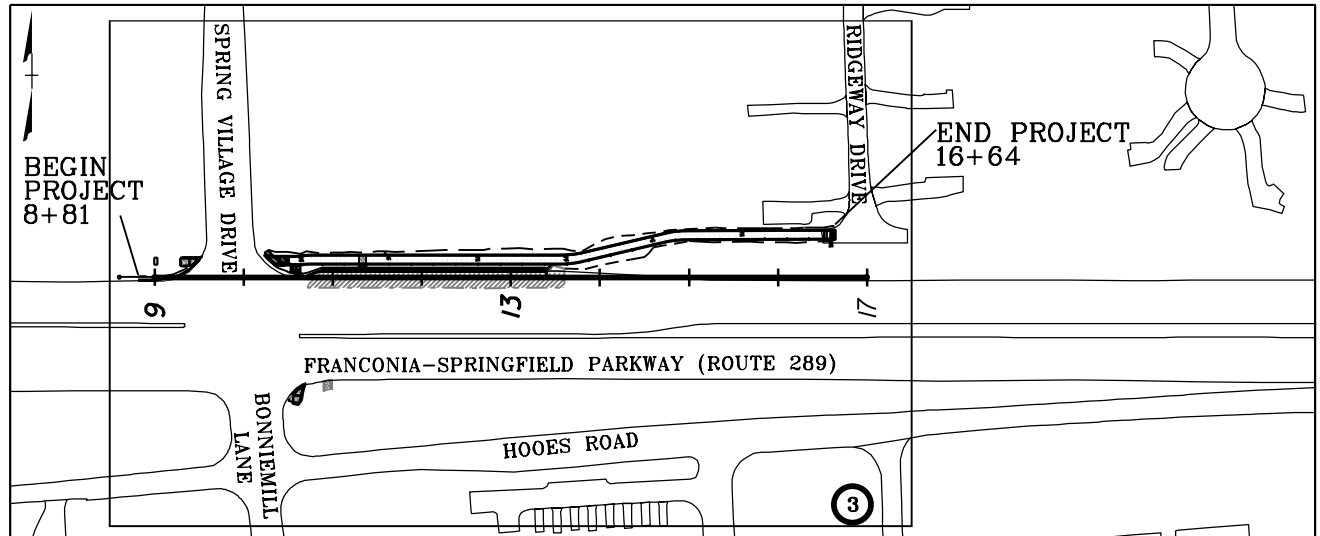 SPRING VILLAGE DRIVE
RIDGEWAY DRIVE
END PROJECT
16+64
BEGIN
PROJECT
8+81
9
13
17
FRANCONIA-SPRINGFIELD PARKWAY (ROUTE 289)
BONNIEMILL
LANE
HOOES ROAD
3